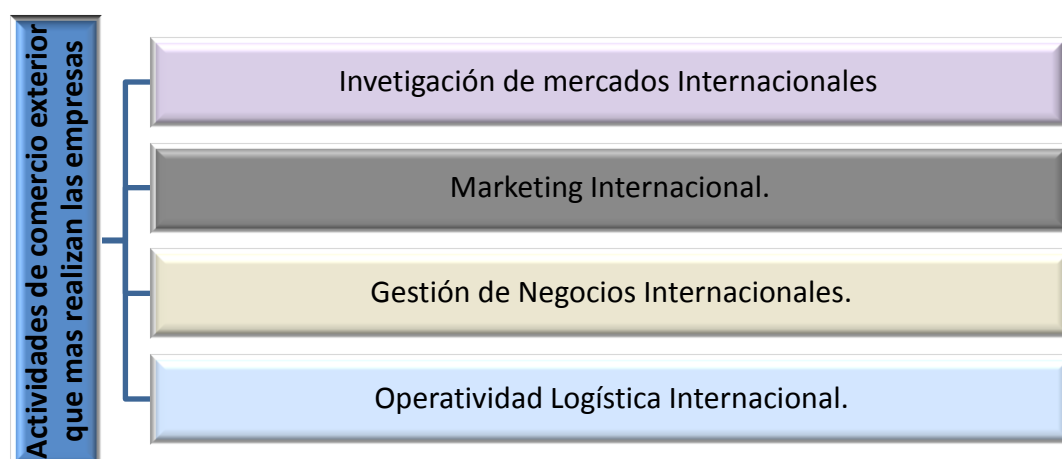 Actividades de comercio exterior
que mas realizan las empresas
Invetigación de mercados Internacionales
Marketing Internacional.
Gestión de Negocios Internacionales.
Operatividad Logística Internacional.